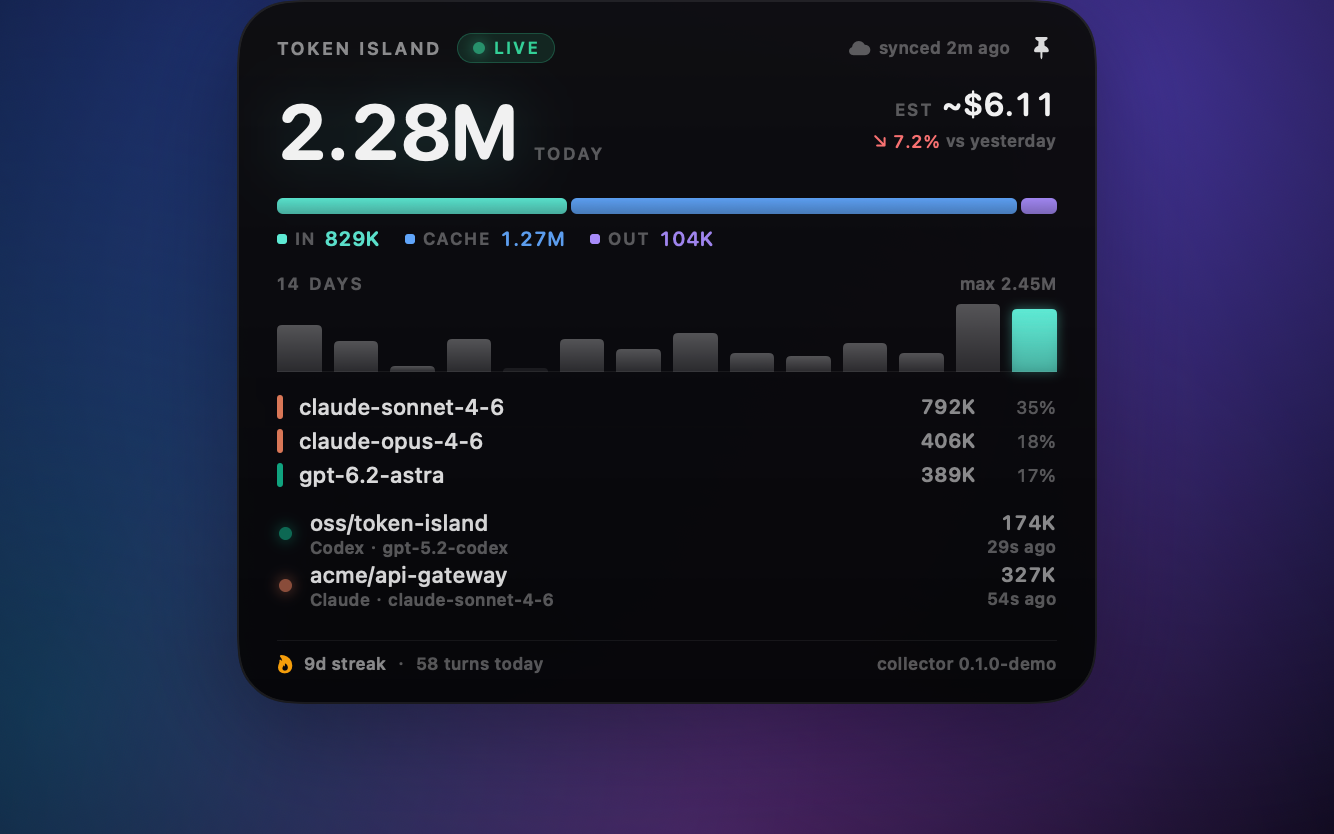 TOKEN ISLAND LIVE synced 2m ago
2.28M TODAY EST ~$6.11
↘ 7.2% vs yesterday
IN 829K CACHE 1.27M OUT 104K
14 DAYS max 2.45M
claude-sonnet-4-6 792K 35%
claude-opus-4-6 406K 18%
gpt-6.2-astra 389K 17%
oss/token-island 174K
Codex · gpt-5.2-codex 29s ago
acme/api-gateway 327K
Claude · claude-sonnet-4-6 54s ago
9d streak · 58 turns today collector 0.1.0-demo